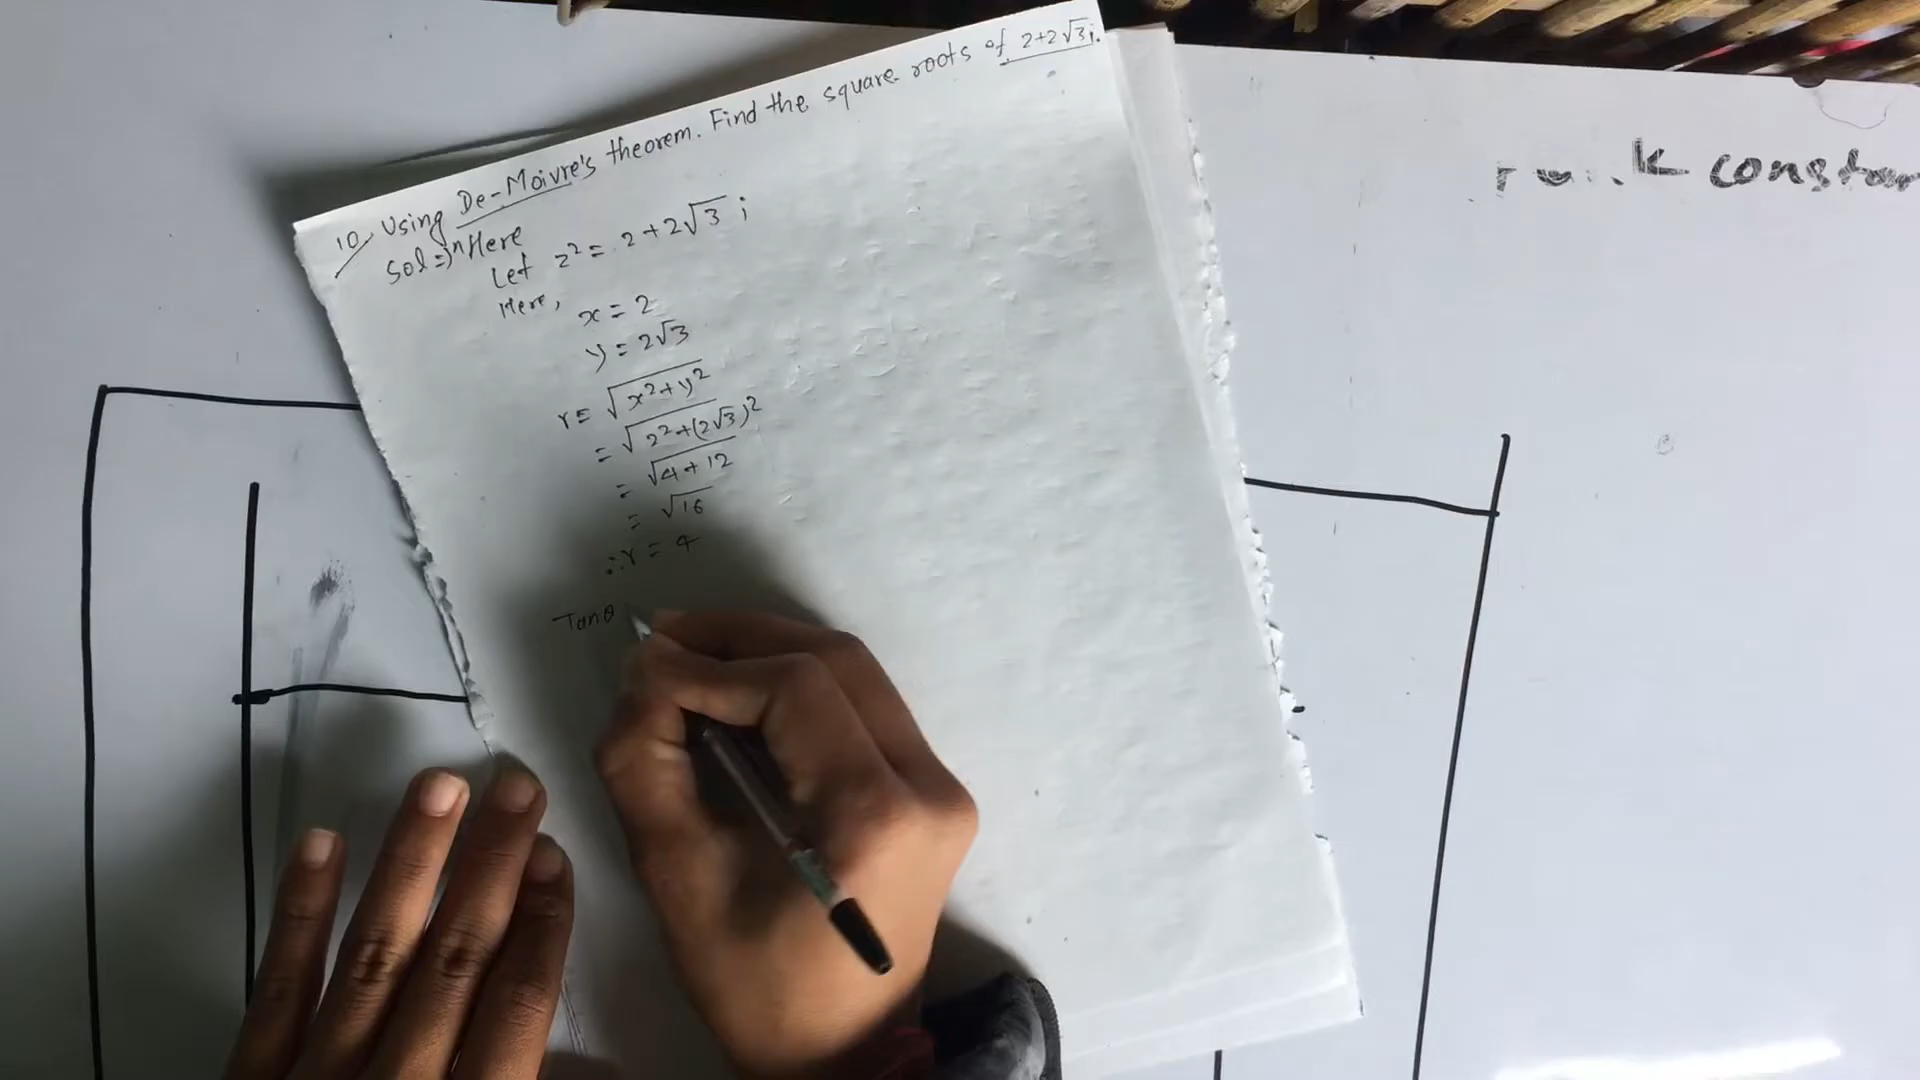 10. Using De-Moivre's theorem. Find the square roots of 2+2√3i.
Sol⇒ⁿ Here
Let z² = 2+2√3 i
Here,
x = 2
y = 2√3
r = √x²+y²
= √2²+(2√3)²
= √4+12
= √16
∴r = 4
Tanθ
k constan